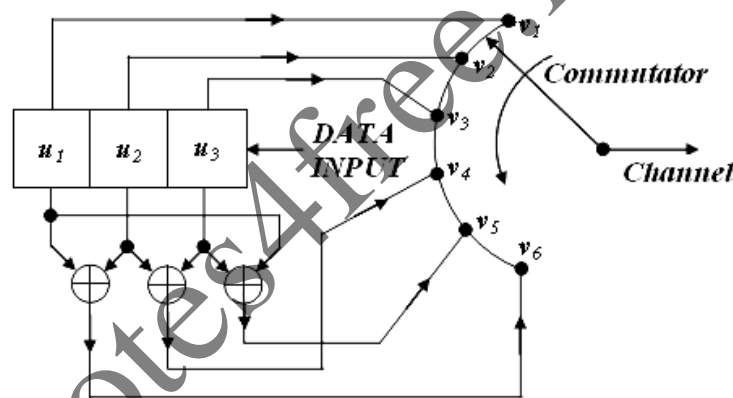 v1
v2
Commutator
v3
u1 u2 u3
DATA
INPUT
Channel
v4
v5
v6